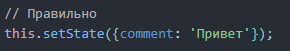 // Правильно
this.setState({comment: 'Привет'});